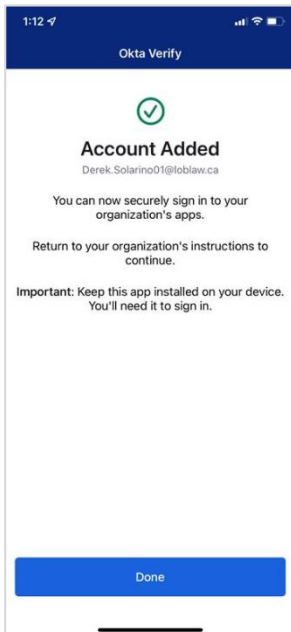 1:12
Okta Verify
Account Added
Derek.Solarino01@loblaw.ca
You can now securely sign in to your
organization's apps.
Return to your organization's instructions to
continue.
Important: Keep this app installed on your device.
You'll need it to sign in.
Done